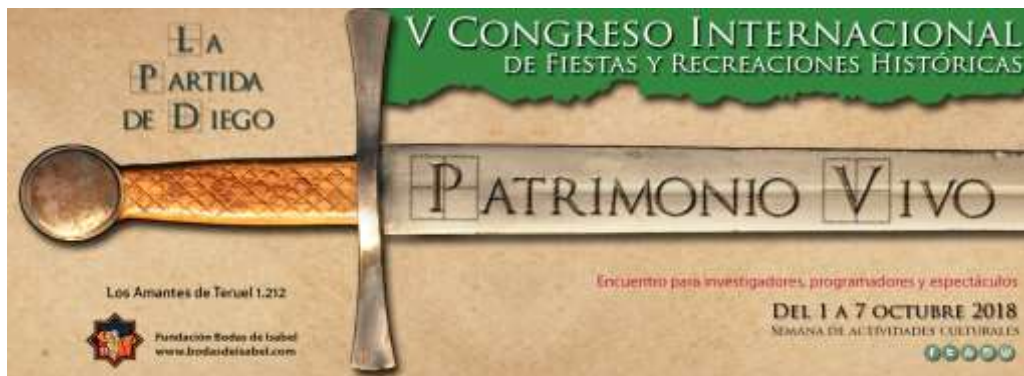 LA
PARTIDA
DE DIEGO
V CONGRESO INTERNACIONAL
DE FIESTAS Y RECREACIONES HISTÓRICAS
PATRIMONIO VIVO
Los Amantes de Teruel 1.212
Fundación Bodas de Isabel
www.bodasdeisabel.com
Encuentro para investigadores, programadores y espectáculos
DEL 1 A 7 OCTUBRE 2018
SEMANA DE ACTIVIDADES CULTURALES